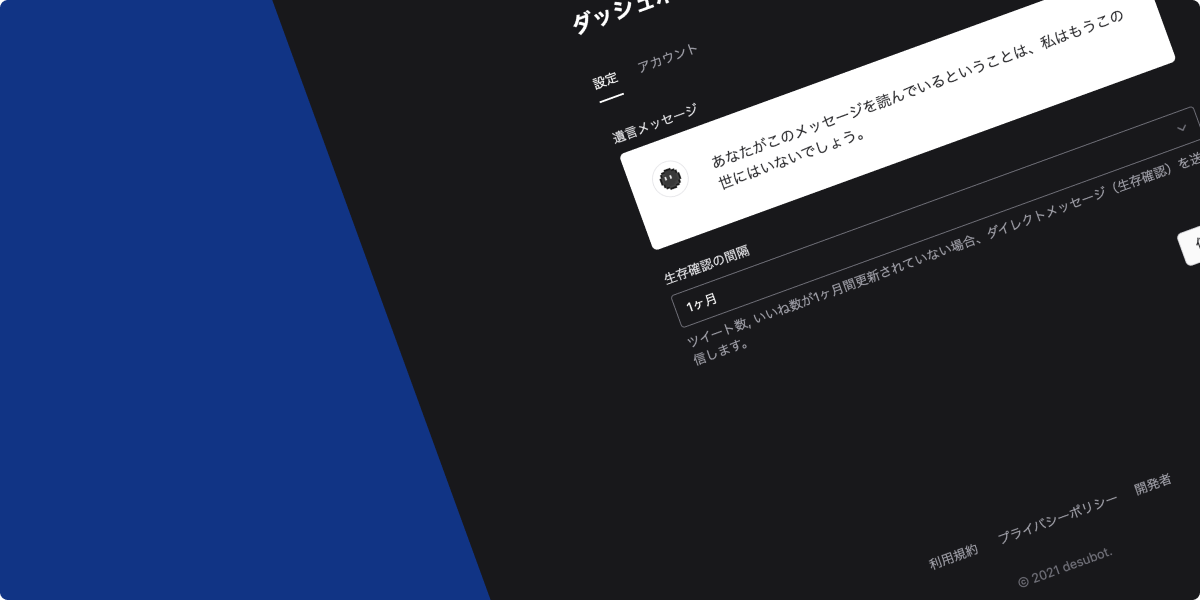 ダッシュボ
設定
アカウント
遺言メッセージ
あなたがこのメッセージを読んでいるということは、私はもうこの
世にはいないでしょう。
生存確認の間隔
1ヶ月
ツイート数, いいね数が1ヶ月間更新されていない場合、ダイレクトメッセージ（生存確認）を送
信します。
利用規約
プライバシーポリシー
開発者
© 2021 desubot.